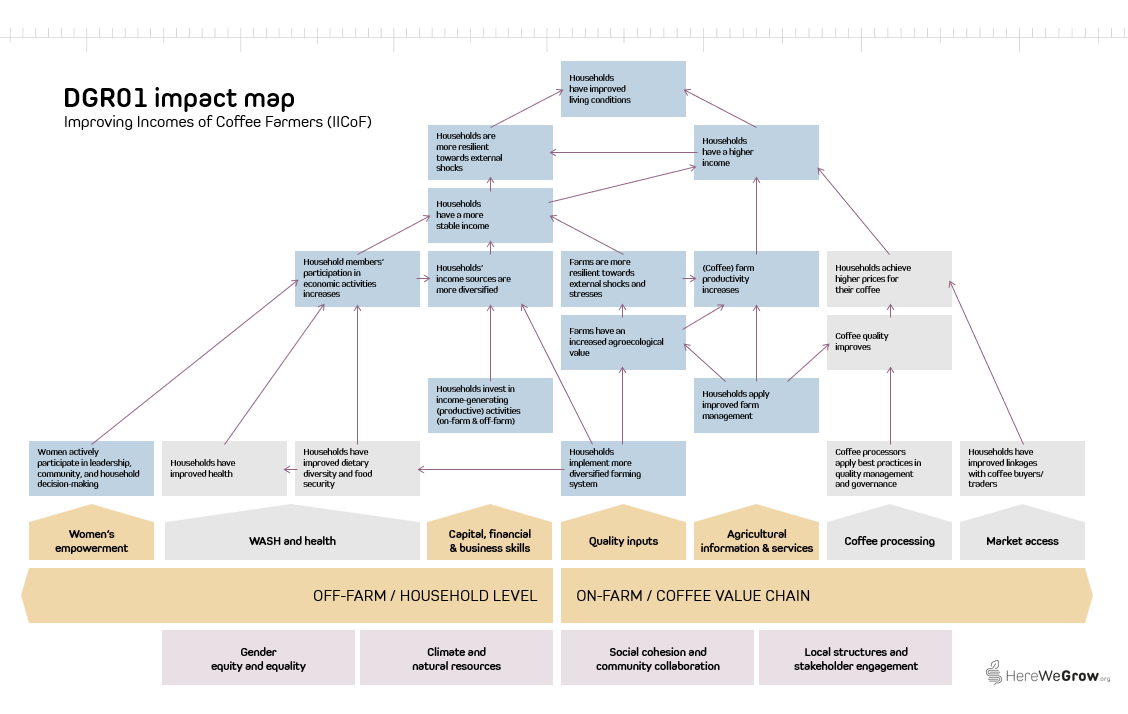 DGR01 impact map
Improving Incomes of Coffee Farmers (IICoF)
Households
have improved
living conditions
Households are
more resilient
towards external
shocks
Households
have a higher
income
Households
have a more
stable income
Household members'
participation in
economic activities
increases
Households'
income sources are
more diversified
Farms are more
resilient towards
external shocks and
stresses
(Coffee) farm
productivity
increases
Households achieve
higher prices for
their coffee
Farms have an
increased agroecological
value
Coffee quality
improves
Households invest in
income-generating
(productive) activities
(on-farm & off-farm)
Households apply
improved farm
management
Women actively
participate in leadership,
community, and household
decision-making
Households have
improved health
Households have
improved dietary
diversity and food
security
Households
implement more
diversified farming
system
Coffee processors
apply best practices in
quality management
and governance
Households have
improved linkages
with coffee buyers/
traders
Women's
empowerment
WASH and health
Capital, financial
& business skills
Quality inputs
Agricultural
information & services
Coffee processing
Market access
OFF-FARM / HOUSEHOLD LEVEL
ON-FARM / COFFEE VALUE CHAIN
Gender
equity and equality
Climate and
natural resources
Social cohesion and
community collaboration
Local structures and
stakeholder engagement
HereWeGrow.org